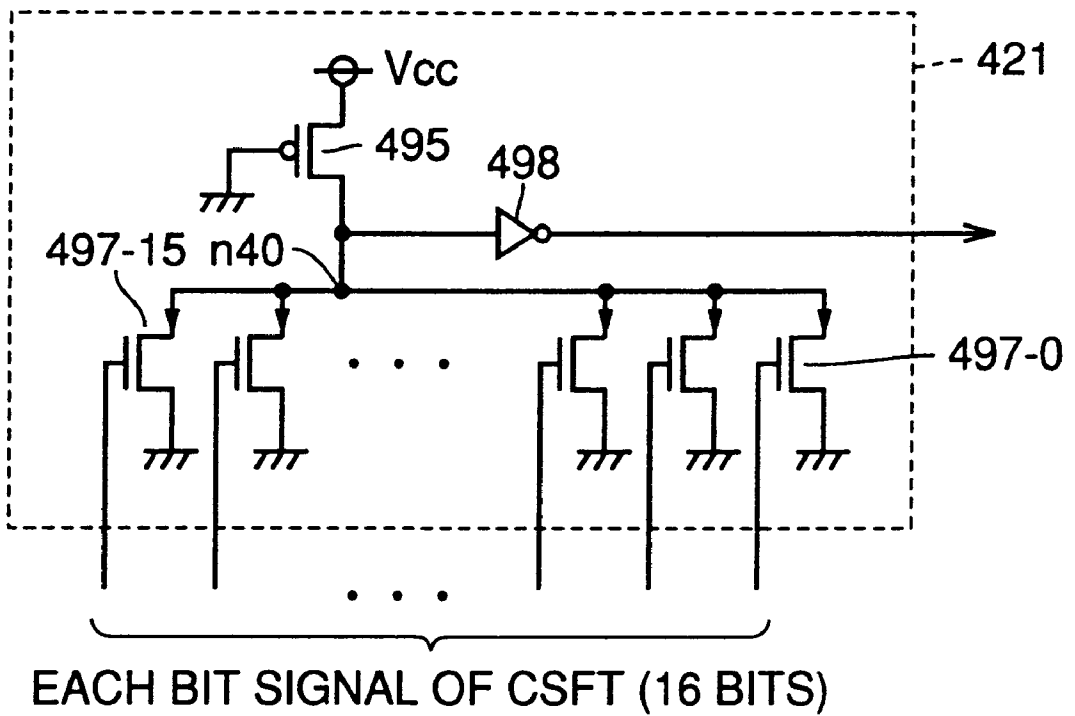 421
Vcc
495
498
497-15 n40
497-0
EACH BIT SIGNAL OF CSFT (16 BITS)